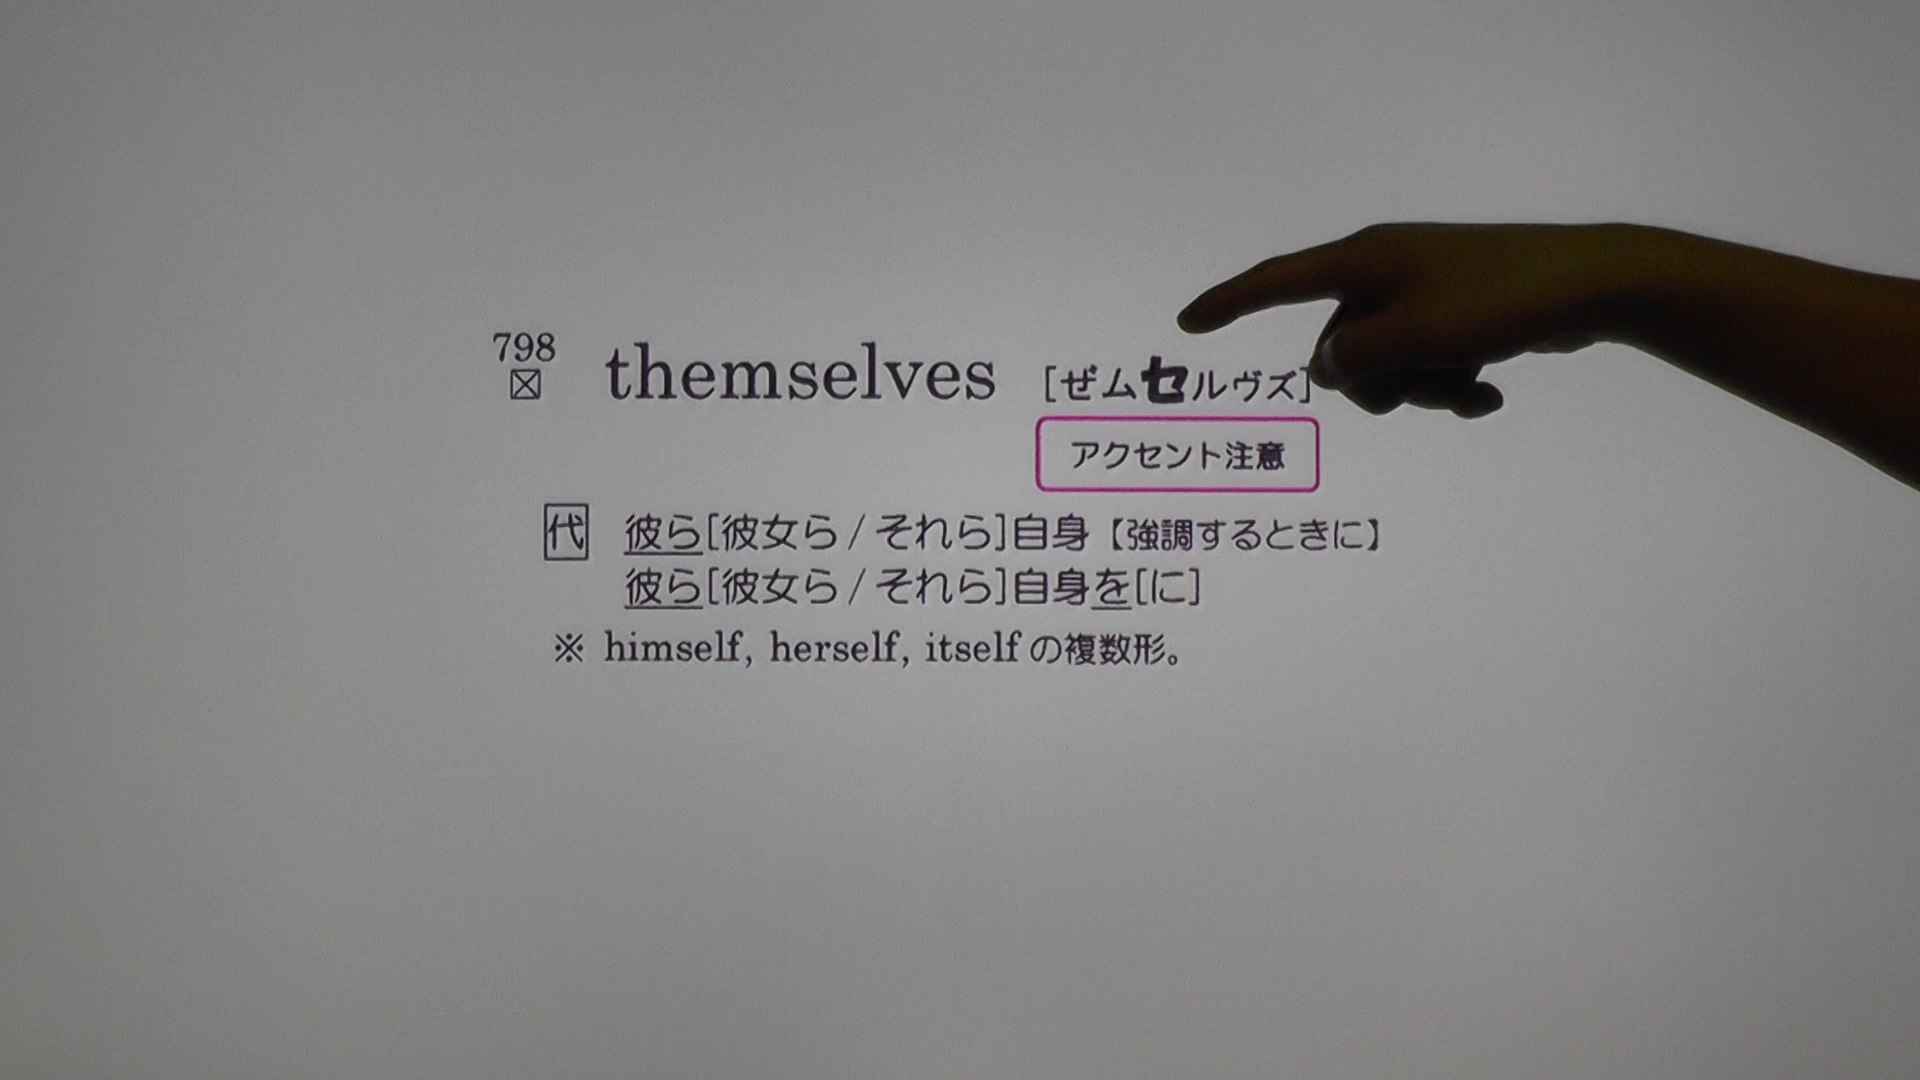 798
☒ themselves [ぜムセルヴズ]
アクセント注意
代 彼ら[彼女ら / それら]自身【強調するときに】
彼ら[彼女ら / それら]自身を[に]
※ himself, herself, itself の複数形。